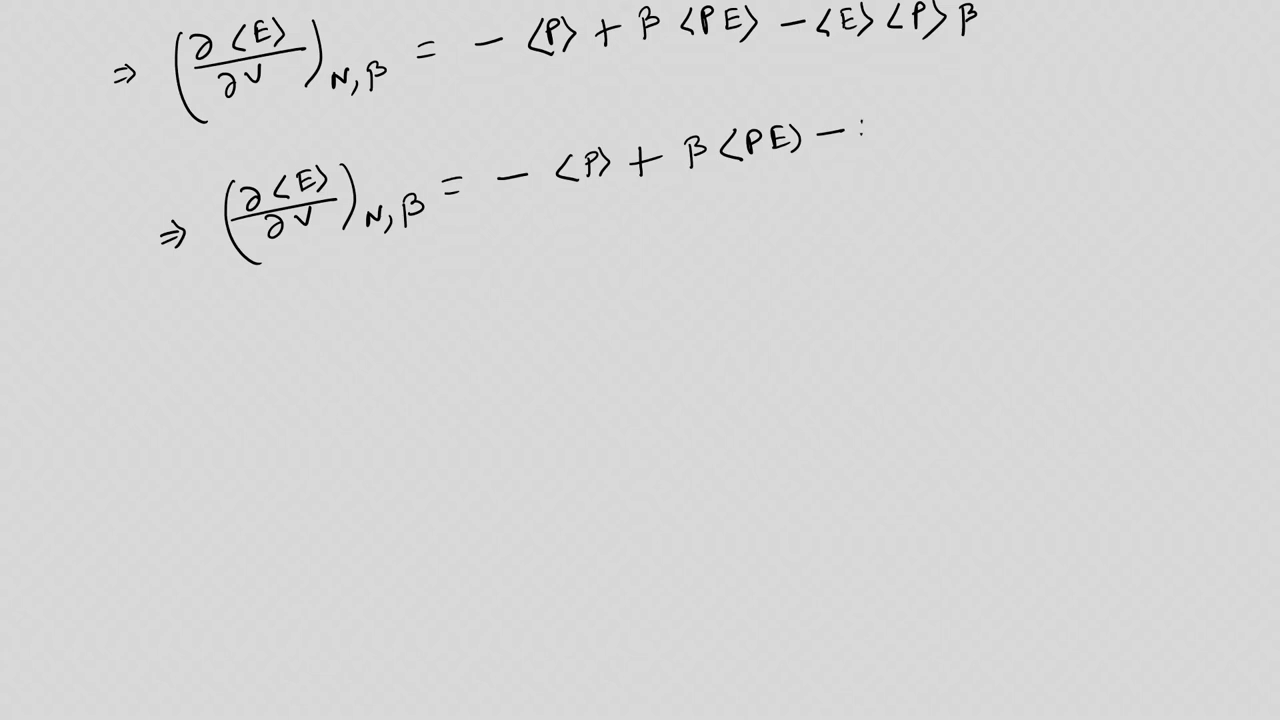 ⇒ (∂⟨E⟩/∂V)_{N,β} = - ⟨P⟩ + β ⟨PE⟩ - ⟨E⟩⟨P⟩β
⇒ (∂⟨E⟩/∂V)_{N,β} = - ⟨P⟩ + β⟨PE) - :